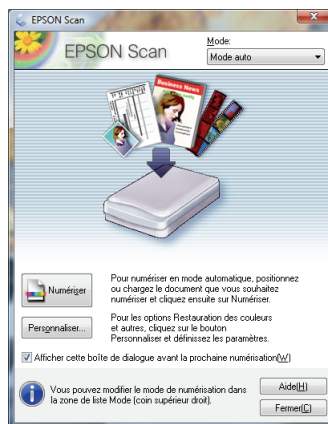 EPSON Scan
EPSON Scan
Mode:
Mode auto
Business News
Numériser
Pour numériser en mode automatique, positionnez
ou chargez le document que vous souhaitez
numériser et cliquez ensuite sur Numériser.
Personnaliser...
Pour les options Restauration des couleurs
et autres, cliquez sur le bouton
Personnaliser et définissez les paramètres.
Afficher cette boîte de dialogue avant la prochaine numérisation(W)
Vous pouvez modifier le mode de numérisation dans
la zone de liste Mode (coin supérieur droit).
Aide(H)
Fermer(C)